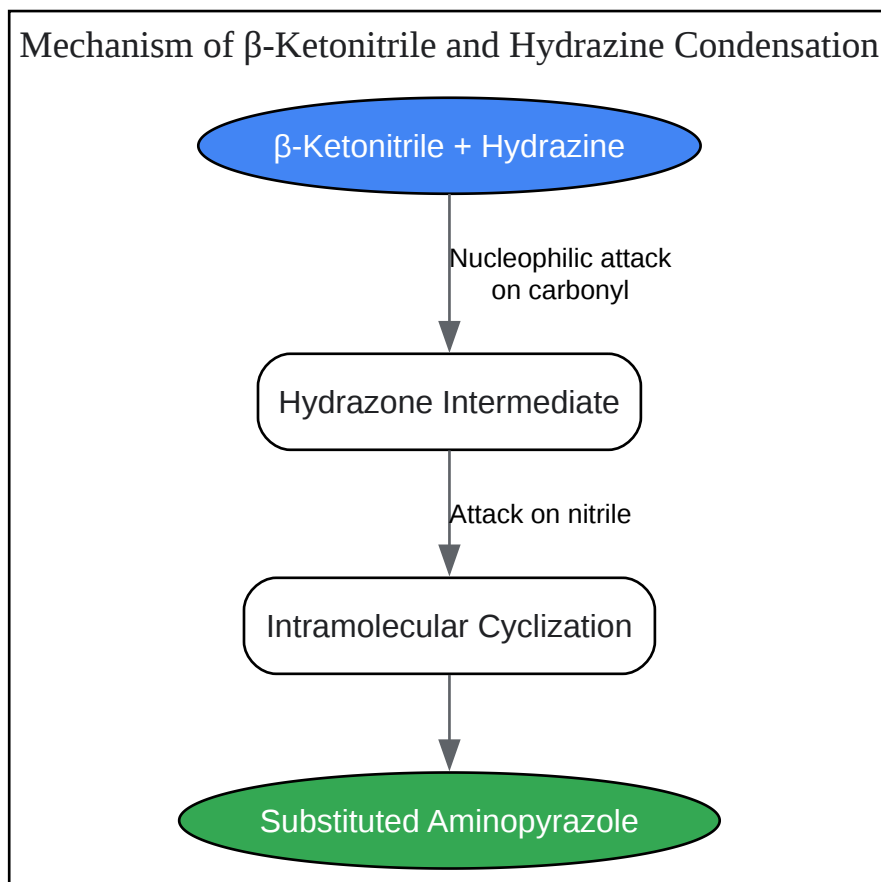 Mechanism of β-Ketonitrile and Hydrazine Condensation
β-Ketonitrile + Hydrazine
Nucleophilic attack
on carbonyl
Hydrazone Intermediate
Attack on nitrile
Intramolecular Cyclization
Substituted Aminopyrazole